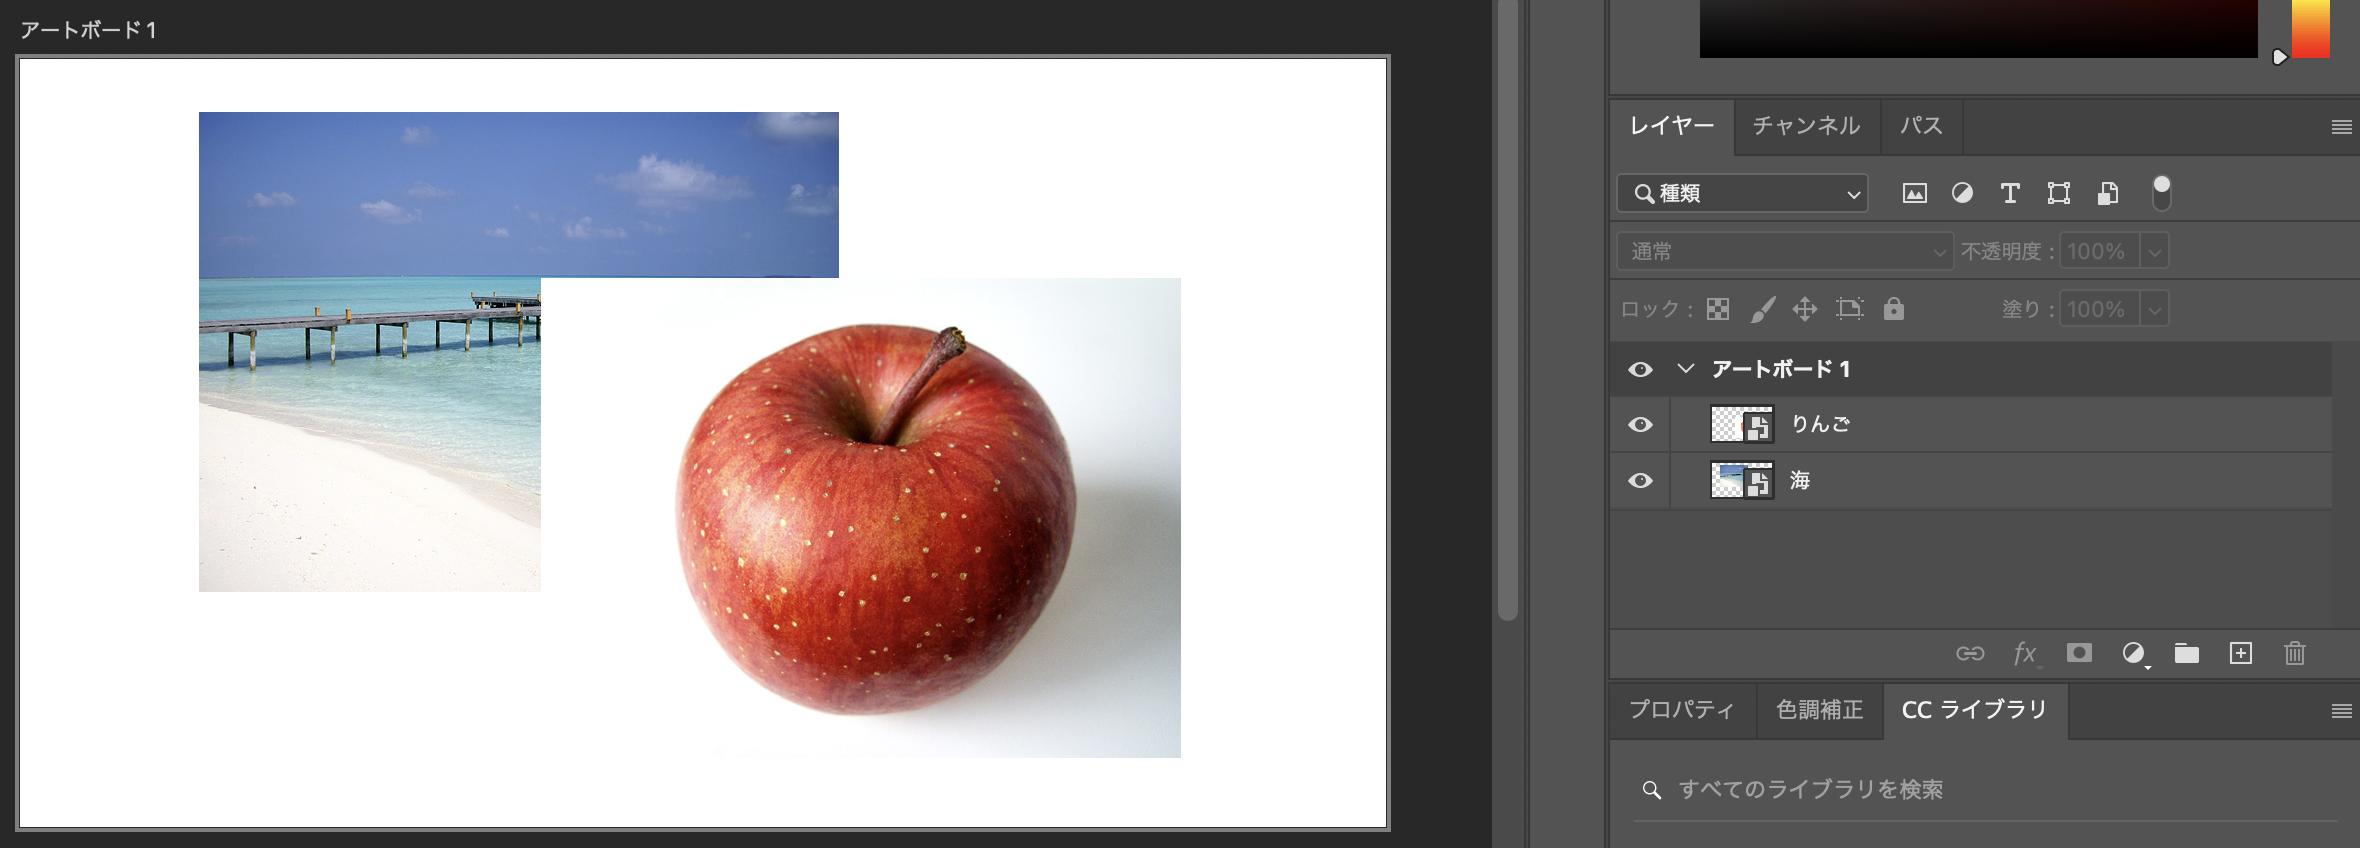 アートボード 1
レイヤー チャンネル パス
種類
通常 不透明度 : 100%
ロック : 塗り : 100%
アートボード 1
りんご
海
fx
プロパティ 色調補正 CC ライブラリ
すべてのライブラリを検索